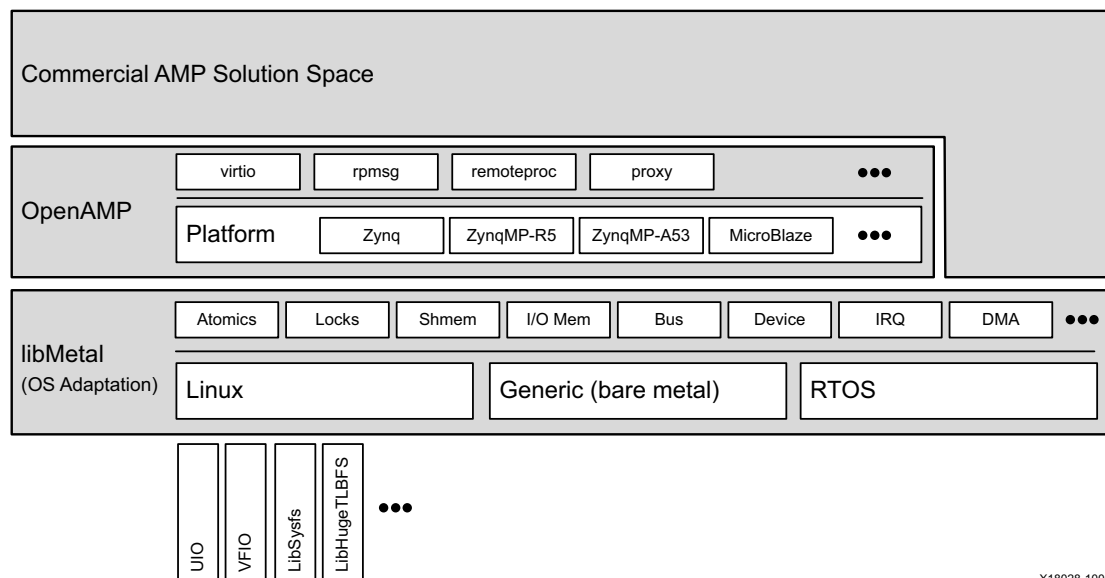 Commercial AMP Solution Space
virtio rpmsg remoteproc proxy •••
OpenAMP
Platform Zynq ZynqMP-R5 ZynqMP-A53 MicroBlaze •••
Atomics Locks Shmem I/O Mem Bus Device IRQ DMA •••
libMetal
(OS Adaptation)
Linux Generic (bare metal) RTOS
UIO
VFIO
LibSysfs
LibHugeTLBFS
•••